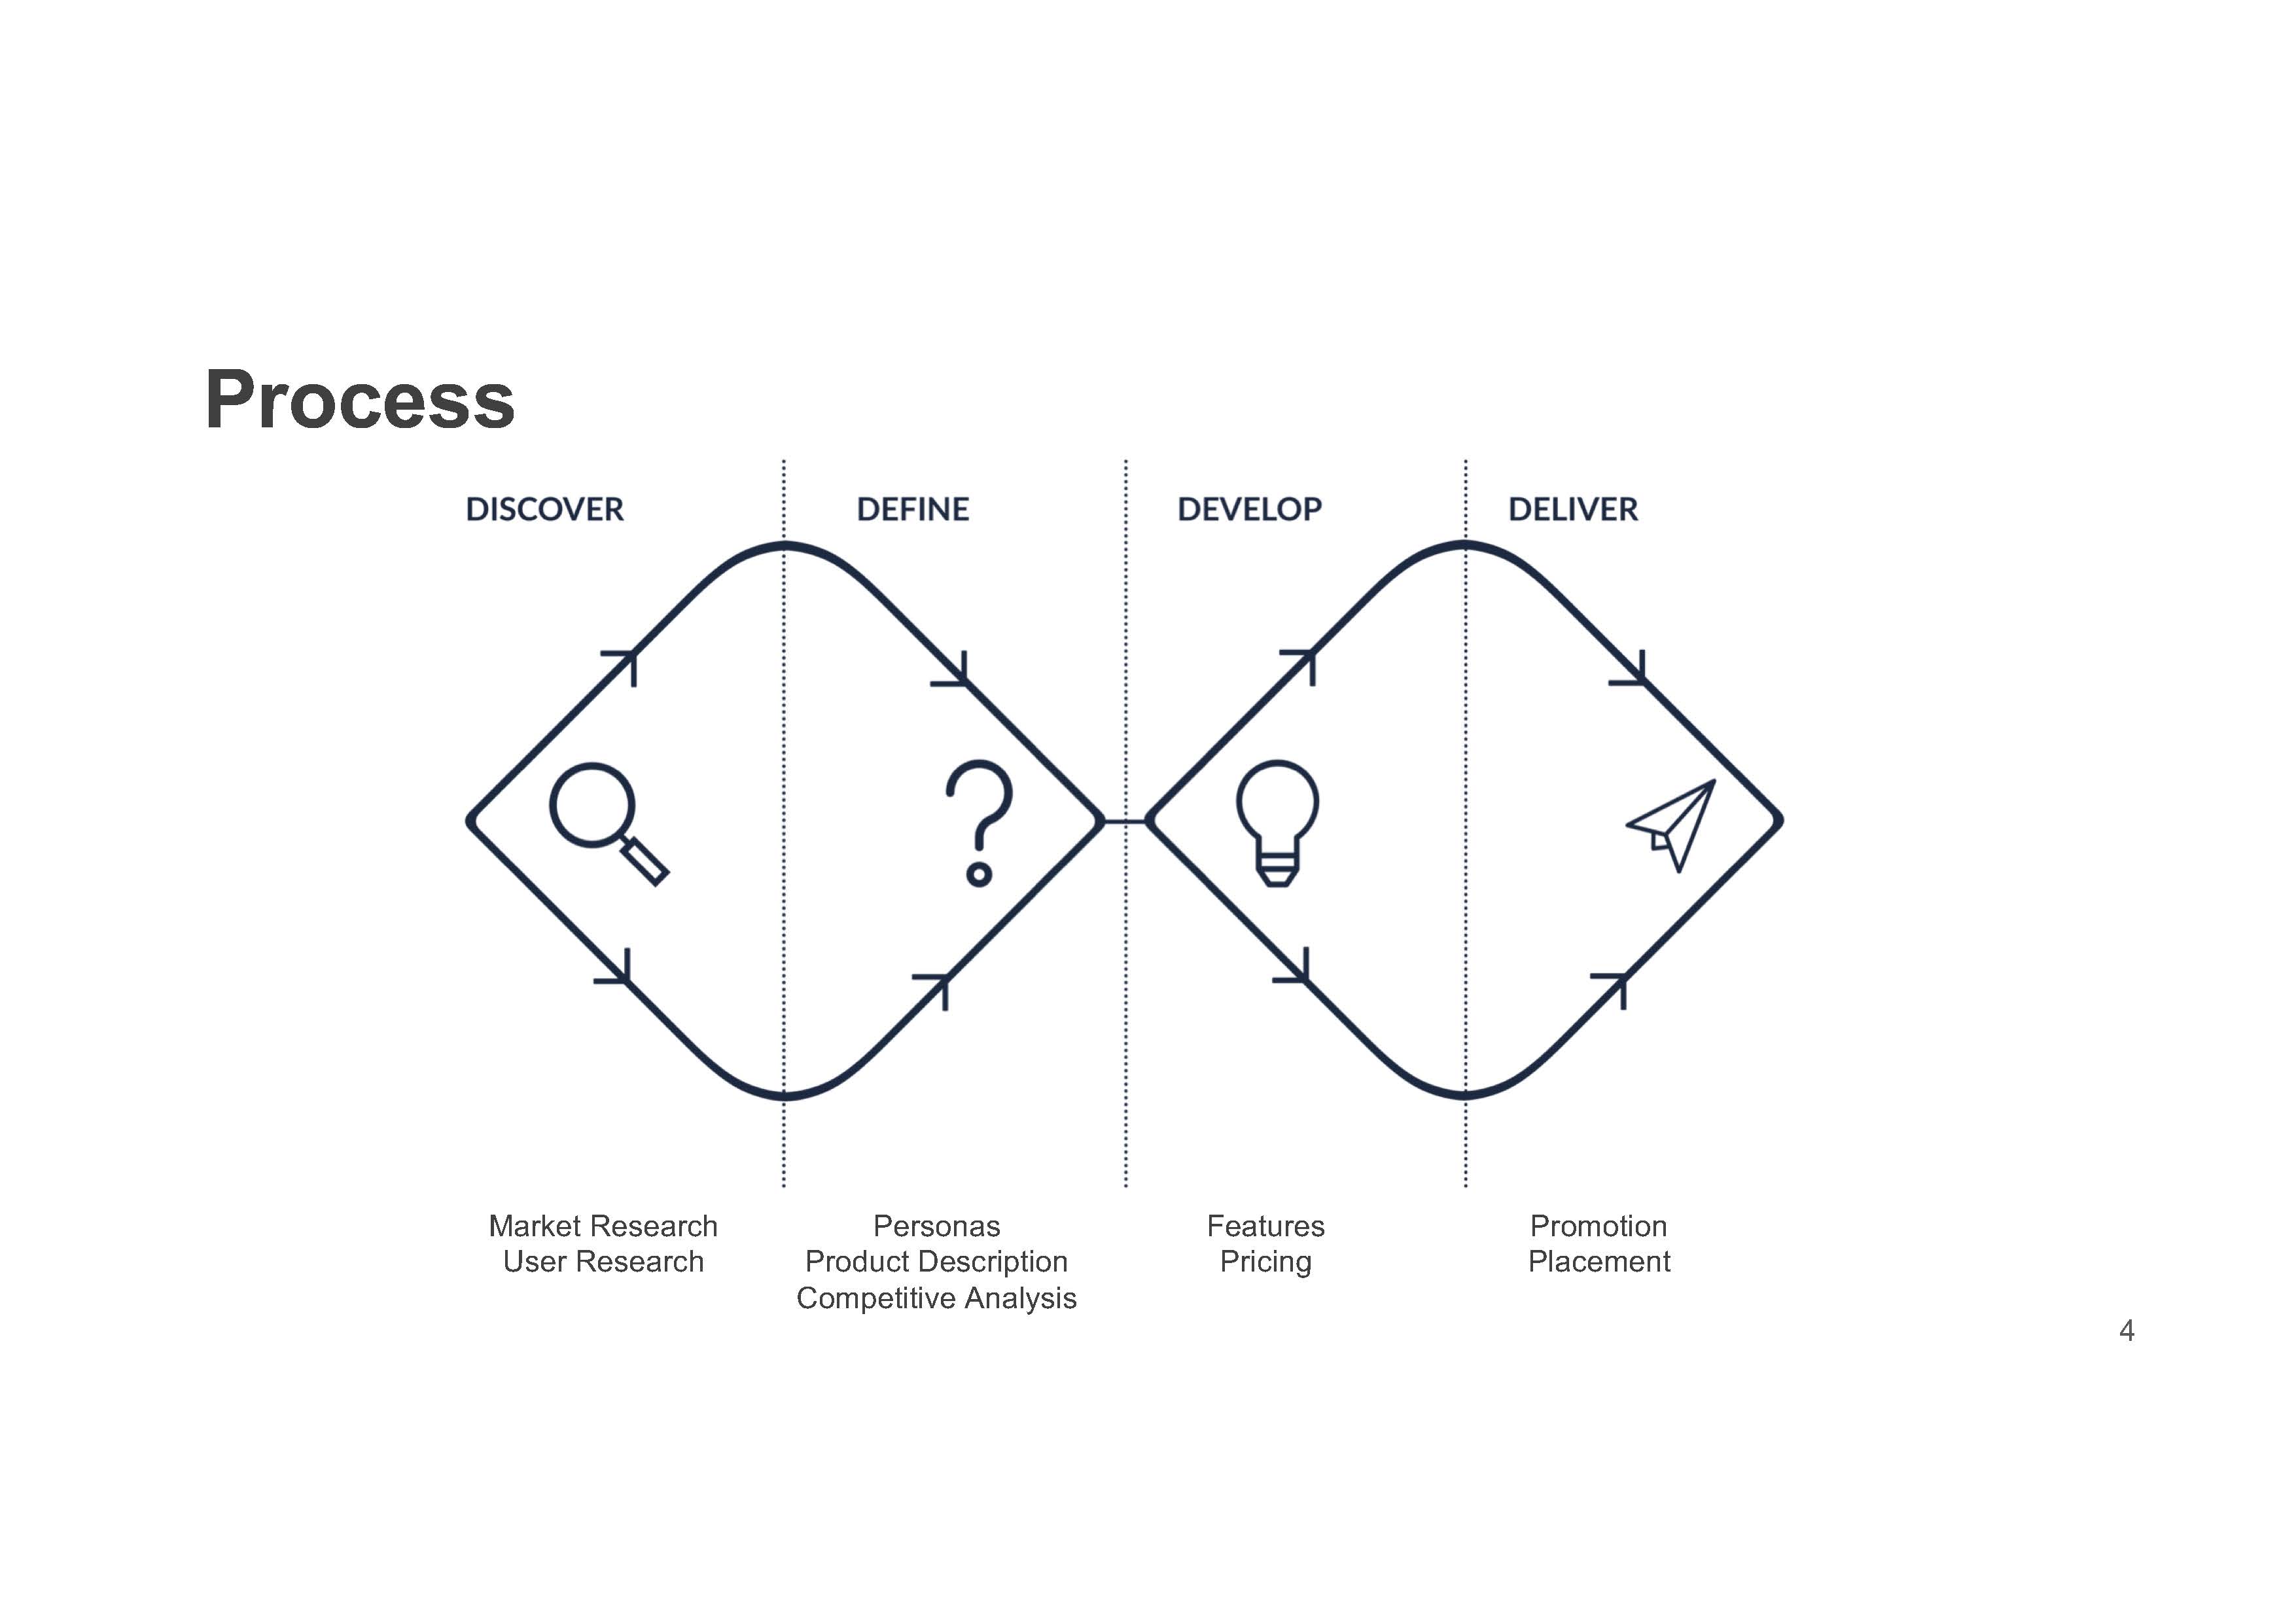 Process
DISCOVER
DEFINE
DEVELOP
DELIVER
Market Research
User Research
Personas
Product Description
Competitive Analysis
Features
Pricing
Promotion
Placement
4